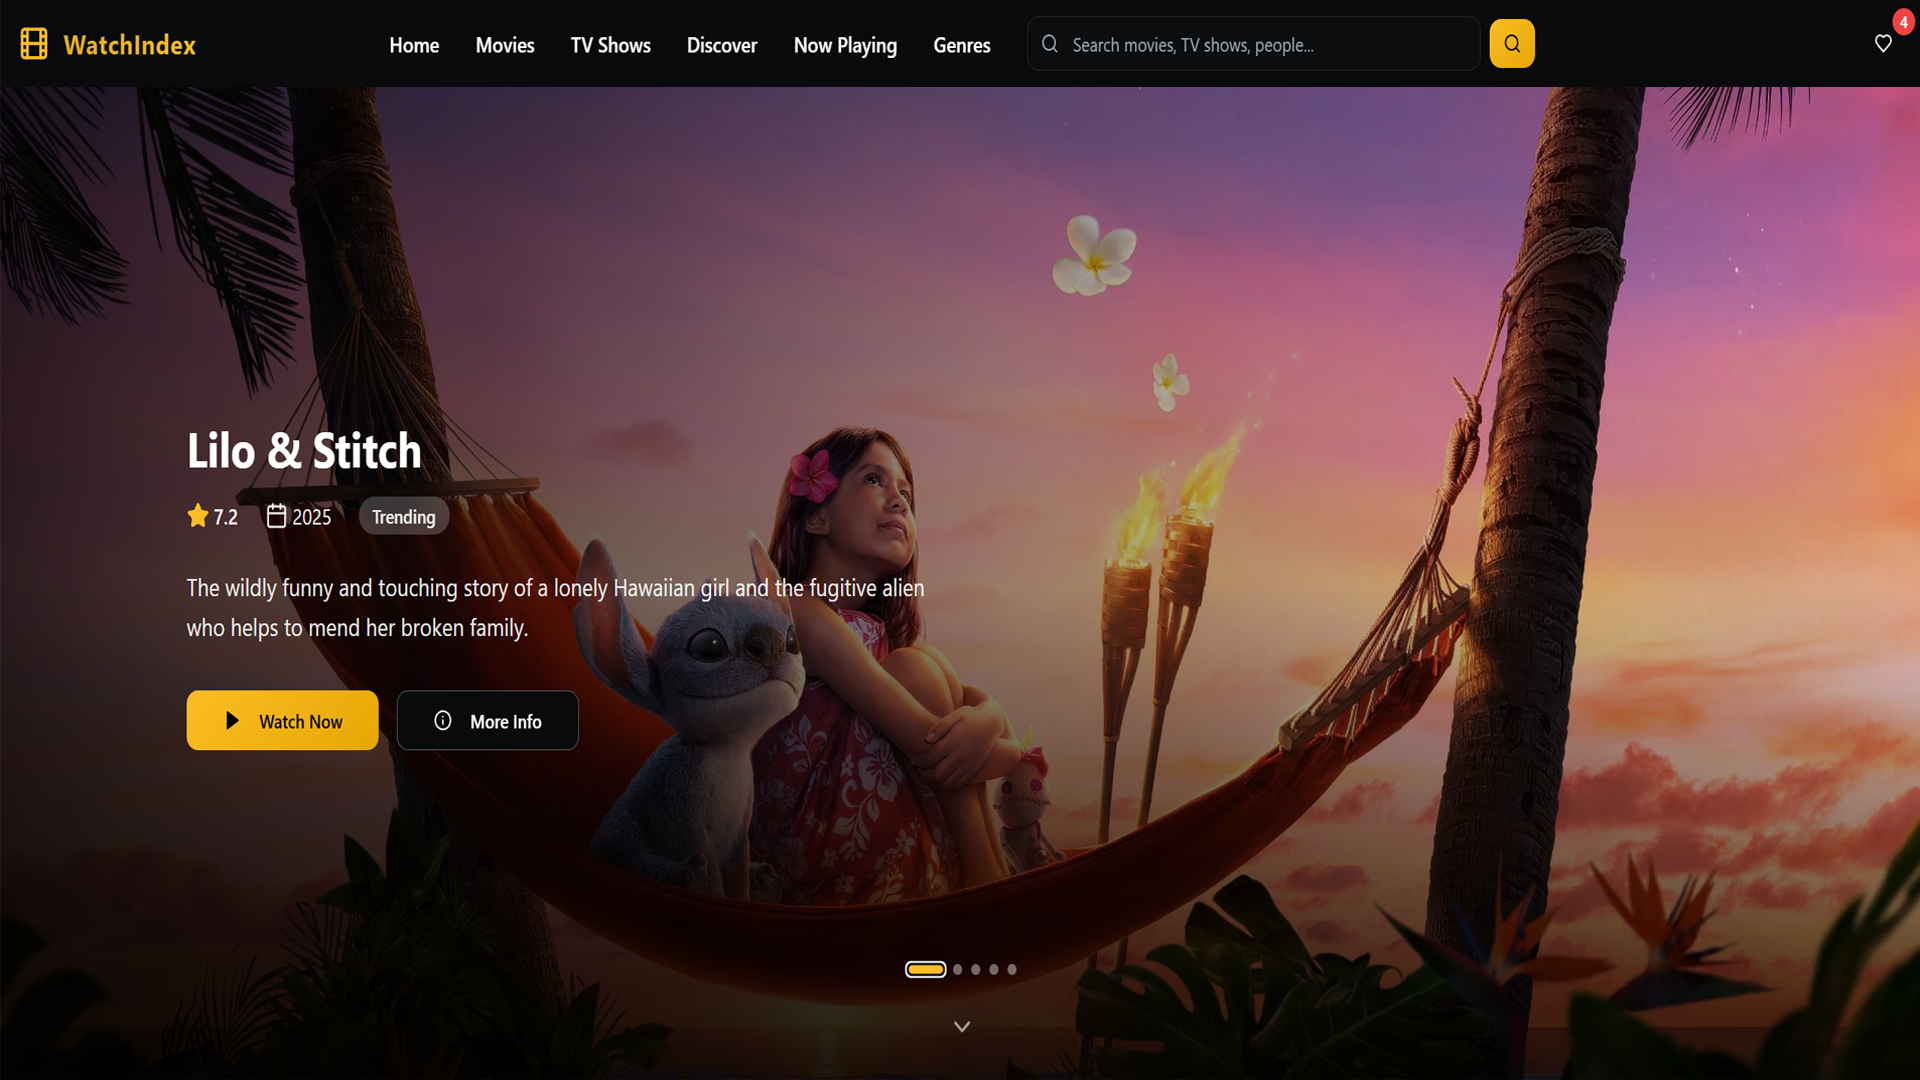 WatchIndex
Home
Movies
TV Shows
Discover
Now Playing
Genres
Search movies, TV shows, people...
4
Lilo & Stitch
7.2
2025
Trending
The wildly funny and touching story of a lonely Hawaiian girl and the fugitive alien
who helps to mend her broken family.
Watch Now
More Info